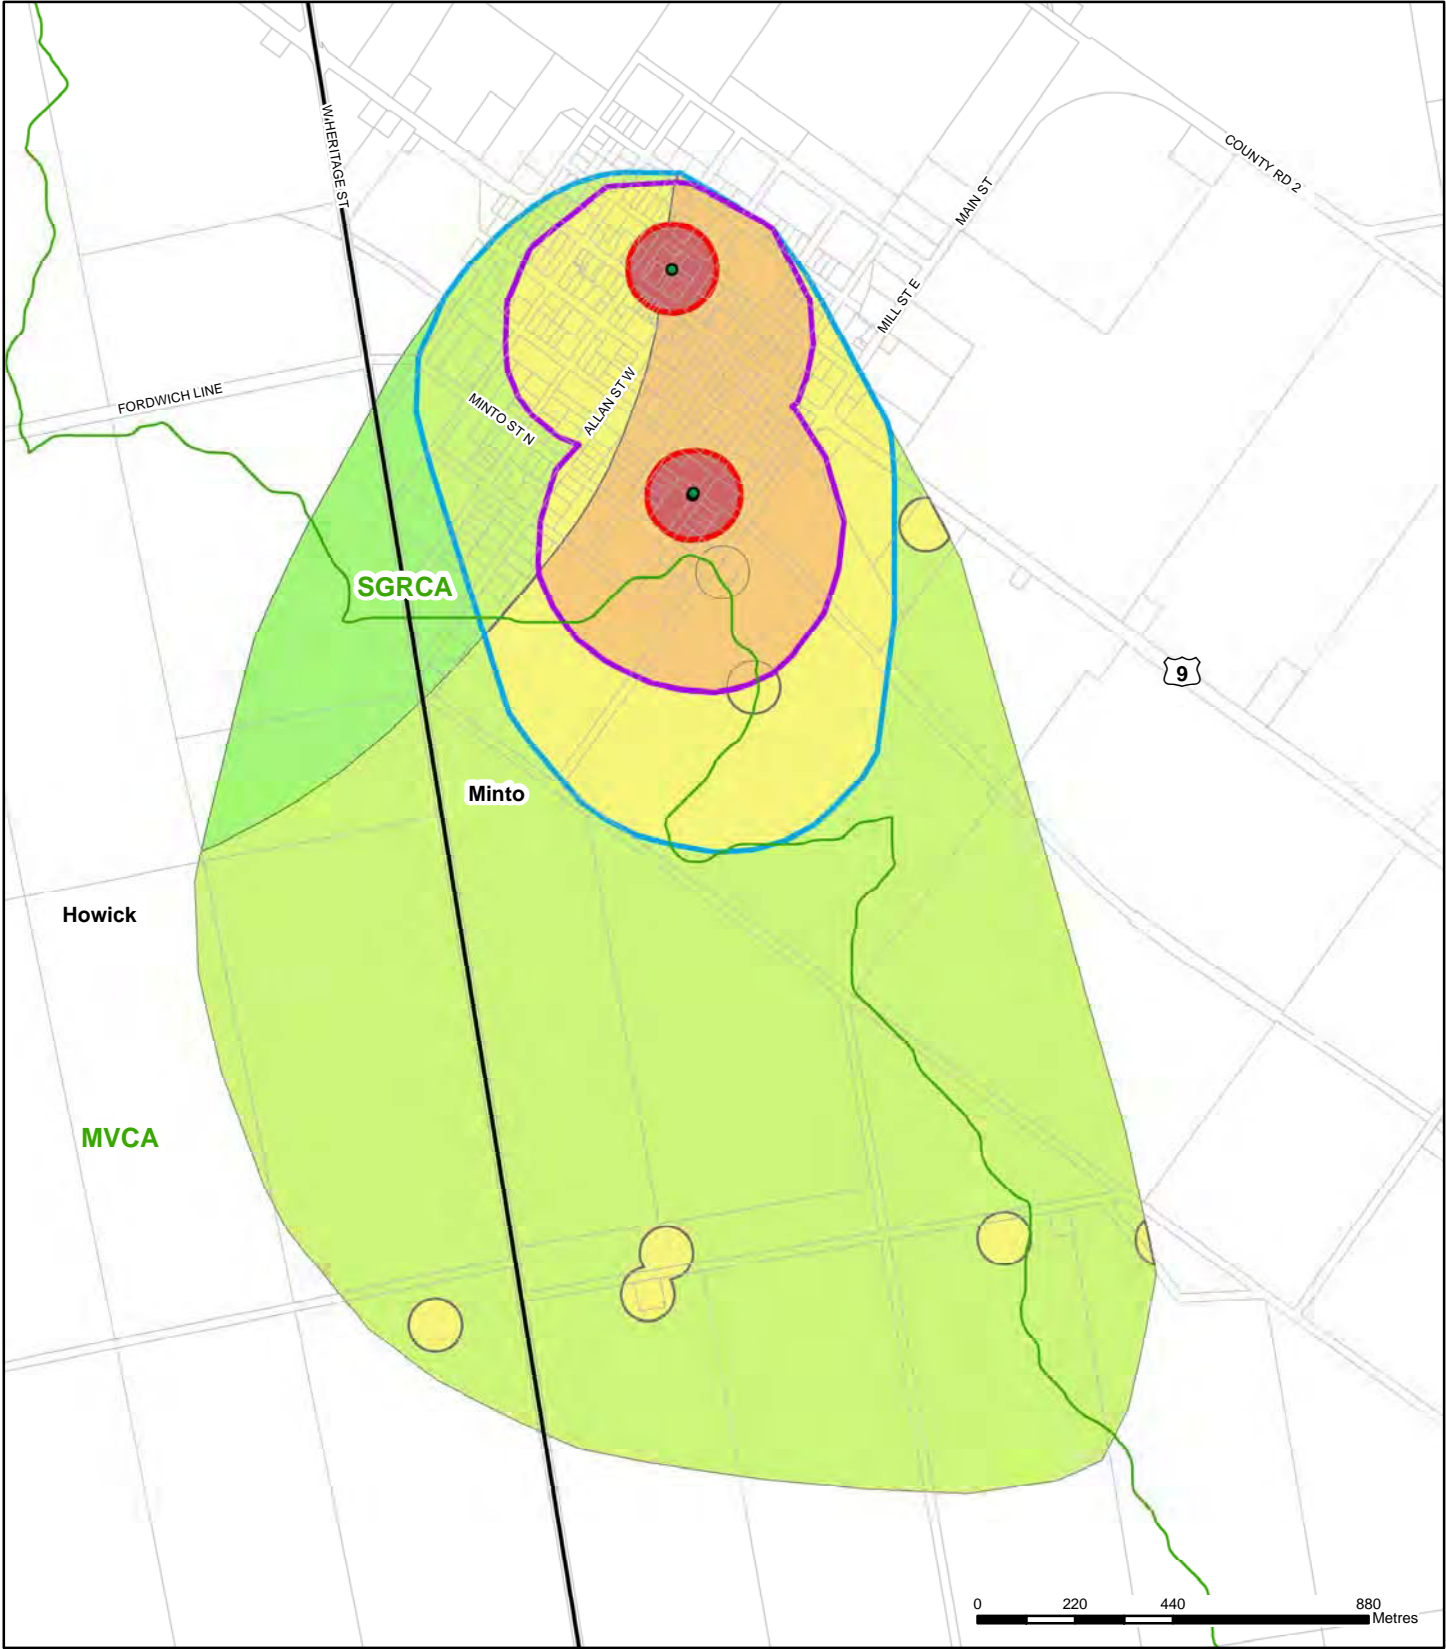 W.HERITAGE ST
COUNTY RD 2
MAIN ST
MILL ST E
FORDWICH LINE
MINTO ST N
ALLAN ST W
SGRCA
9
Minto
Howick
MVCA
0 220 440 880
Metres